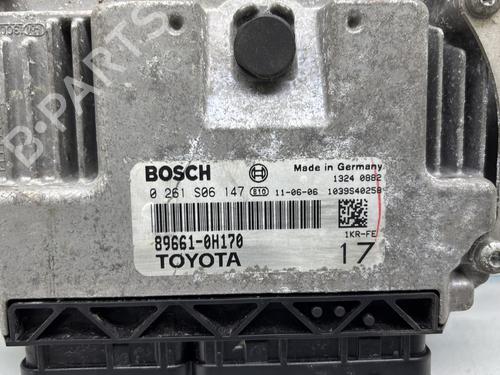 B-PARTS
BOSCH
Made in Germany
1324 0882
0 261 S06 147 810 11-06-06 1039S40258
89661-0H170
1KR-FE
TOYOTA 17